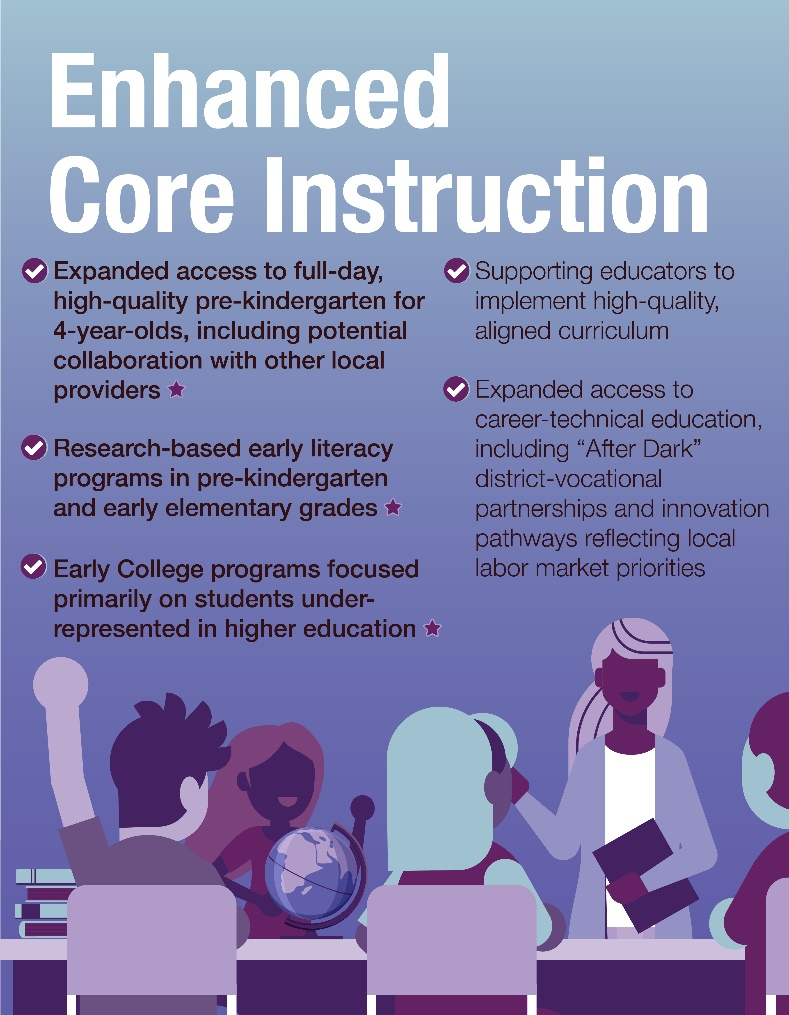 Enhanced
Core Instruction
Expanded access to full-day,
high-quality pre-kindergarten for
4-year-olds, including potential
collaboration with other local
providers
Research-based early literacy
programs in pre-kindergarten
and early elementary grades
Early College programs focused
primarily on students under-
represented in higher education
Supporting educators to
implement high-quality,
aligned curriculum
Expanded access to
career-technical education,
including “After Dark”
district-vocational
partnerships and innovation
pathways reflecting local
labor market priorities